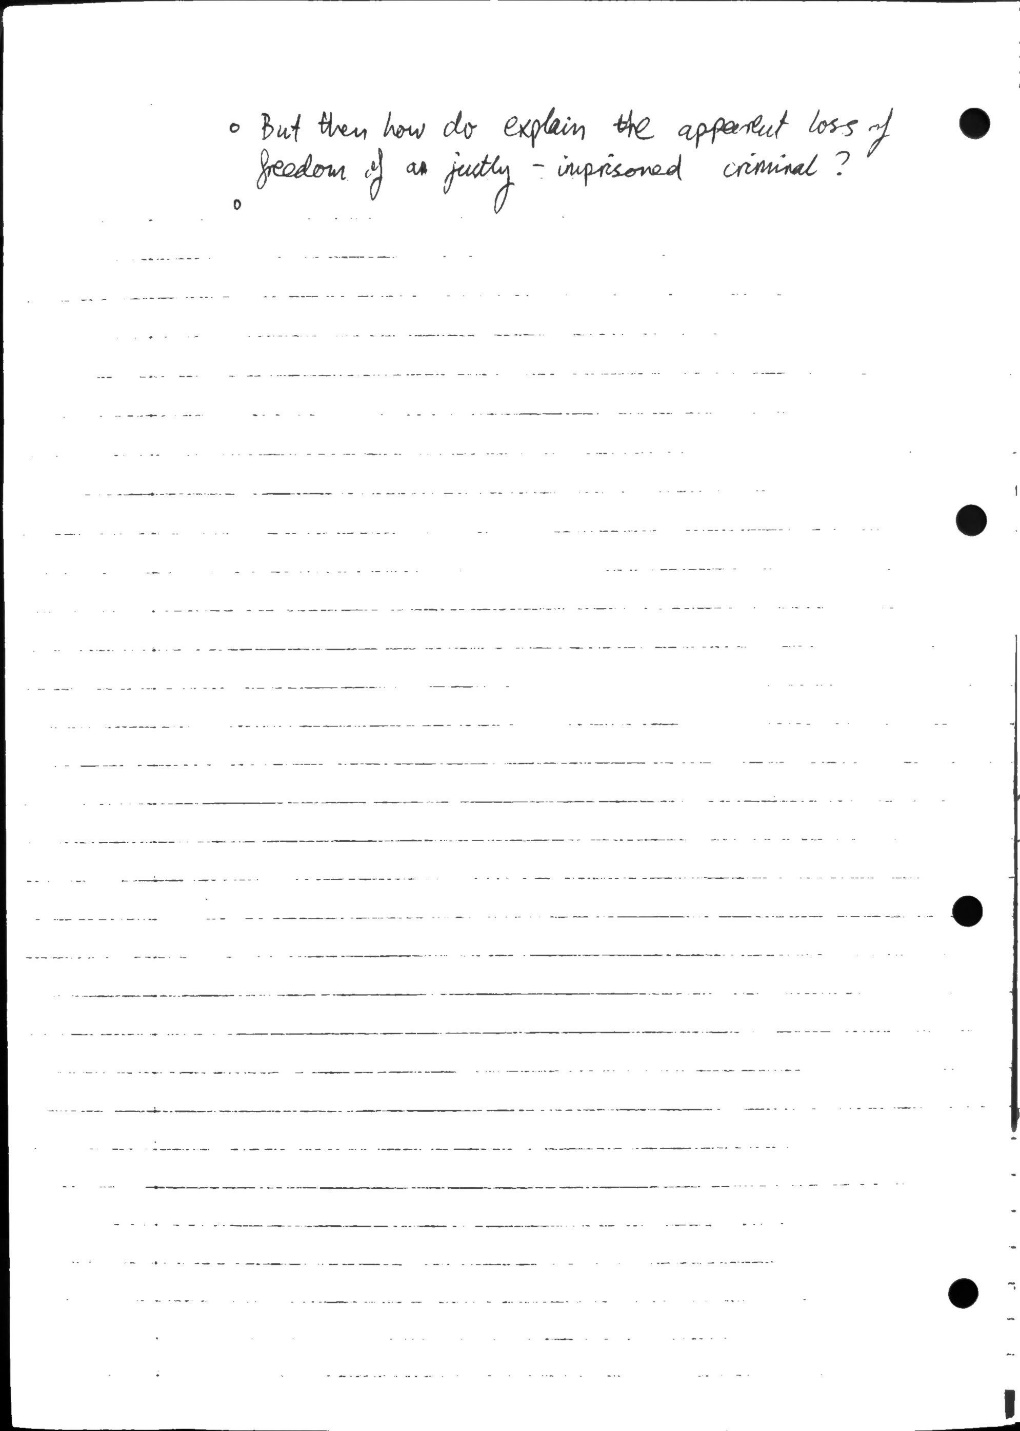 o But then how do explain the apparent loss of
freedom of a justly - imprisoned criminal?
o